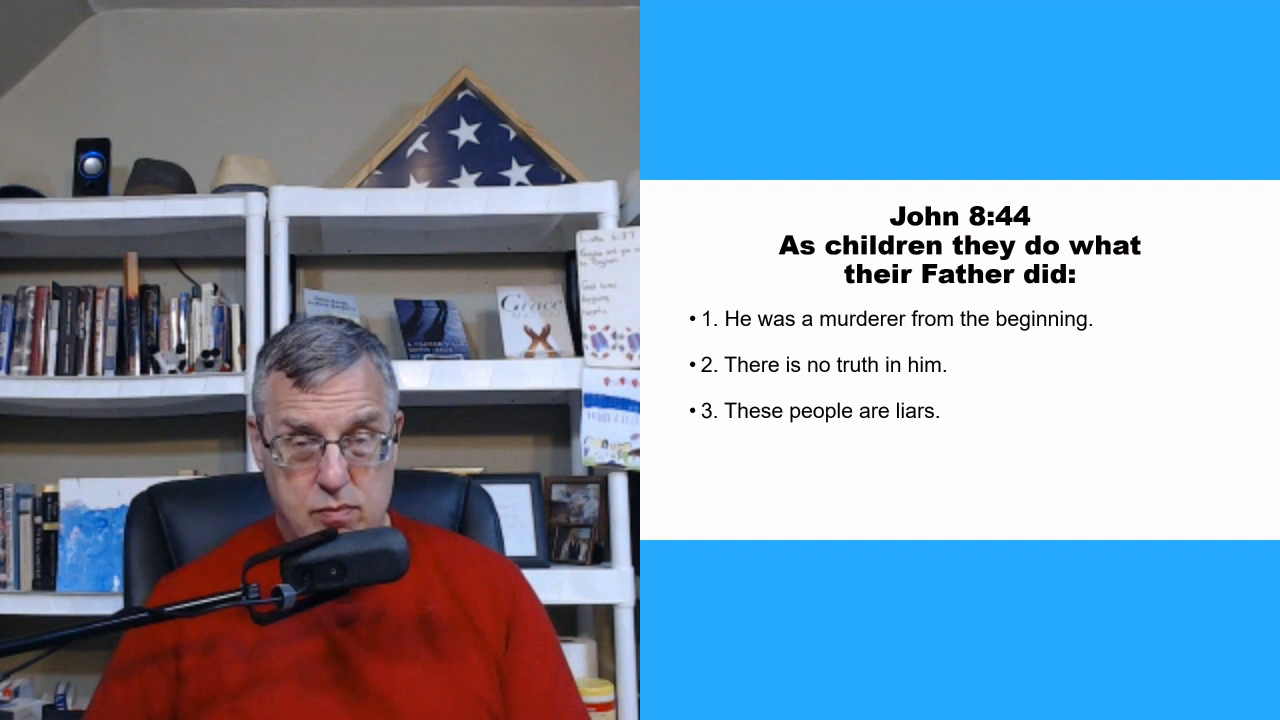 Grace
John 8:44
As children they do what
their Father did:
• 1. He was a murderer from the beginning.
• 2. There is no truth in him.
• 3. These people are liars.